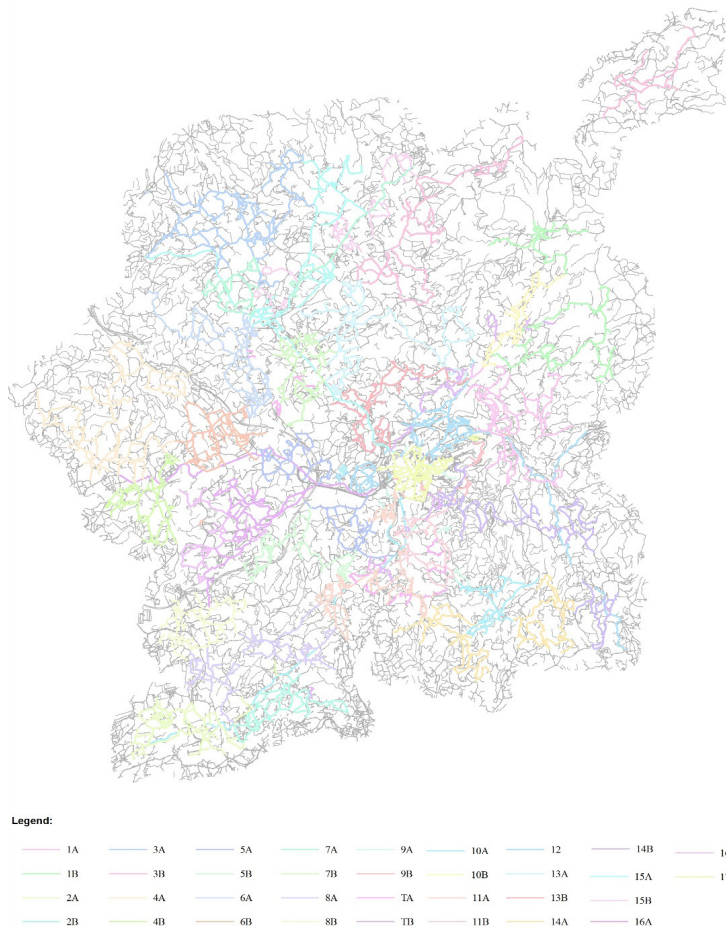 Legend:
1A 3A 5A 7A 9A 10A 12 14B
1B 3B 5B 7B 9B 10B 13A 15A
2A 4A 6A 8A TA 11A 13B 15B
2B 4B 6B 8B TB 11B 14A 16A